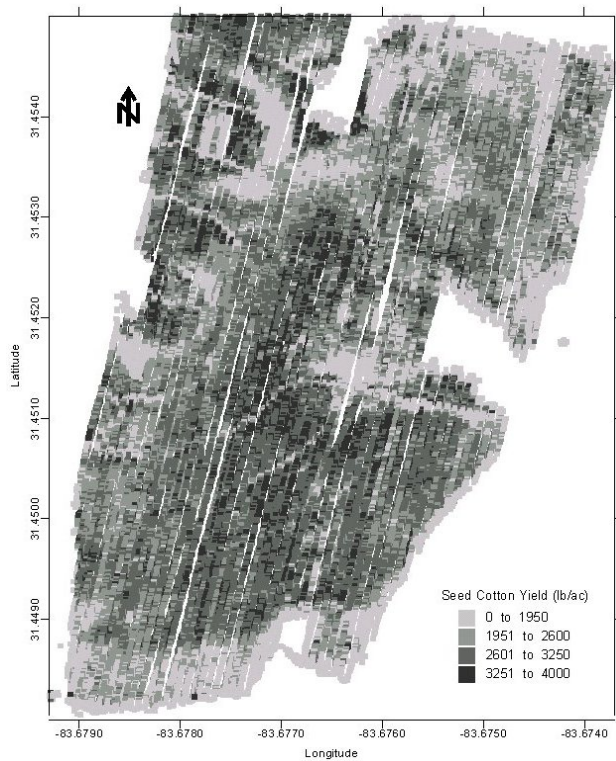 N
31.4540
31.4530
31.4520
31.4510
31.4500
31.4490
Latitude
Seed Cotton Yield (lb/ac)
0 to 1950
1951 to 2600
2601 to 3250
3251 to 4000
-83.6790 -83.6780 -83.6770 -83.6760 -83.6750 -83.6740
Longitude